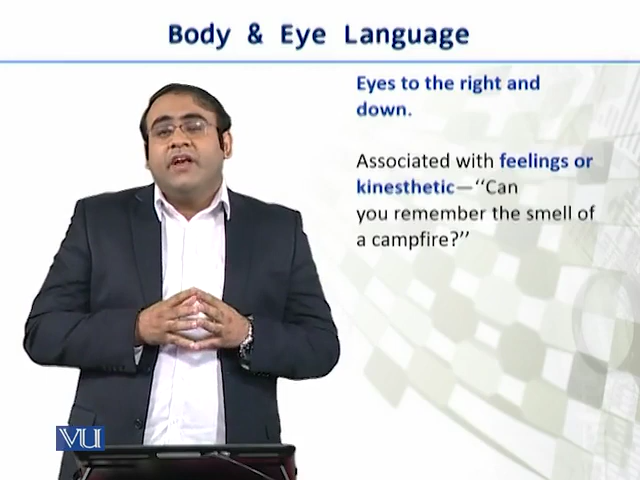 Body & Eye Language
Eyes to the right and
down.
Associated with feelings or
kinesthetic—‘‘Can
you remember the smell of
a campfire?’’
VU